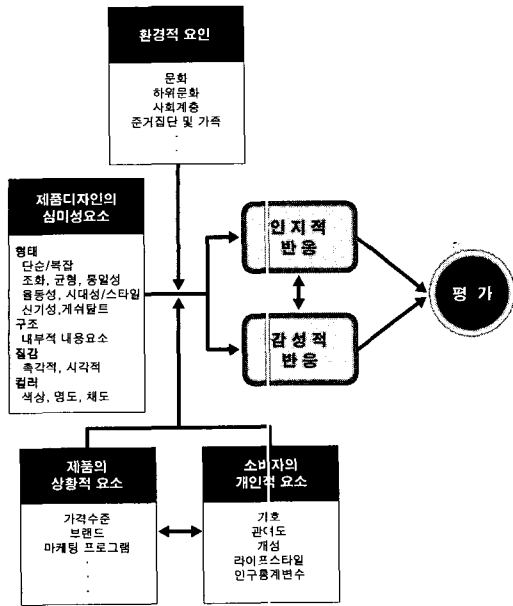 환경적 요인
문화
하위문화
사회계층
준거집단 및 가족
.
.
제품디자인의
심미성요소
형태
단순/복잡
조화, 균형, 통일성
율동성, 시대성/스타일
신기성,게쉬탈트
구조
내부적 내용요소
질감
촉각적, 시각적
컬러
색상, 명도, 채도
인지적
반응
감성적
반응
평 가
제품의
상황적 요소
가격수준
브랜드
마케팅 프로그램
.
.
.
소비자의
개인적 요소
기호
관여도
개성
라이프스타일
인구통계변수